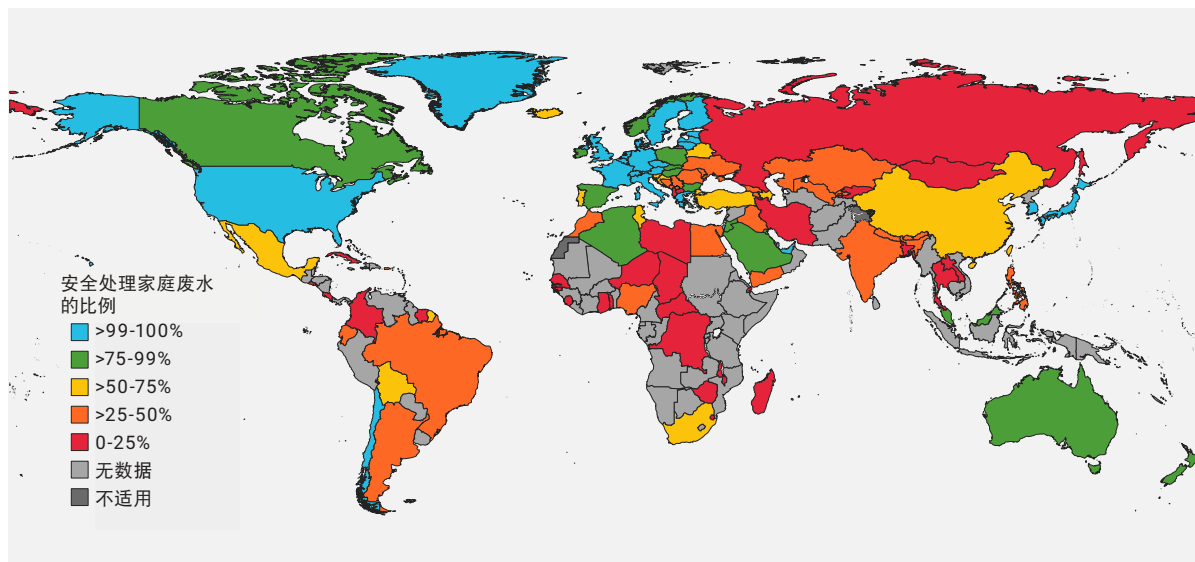 安全处理家庭废水
的比例
>99-100%
>75-99%
>50-75%
>25-50%
0-25%
无数据
不适用